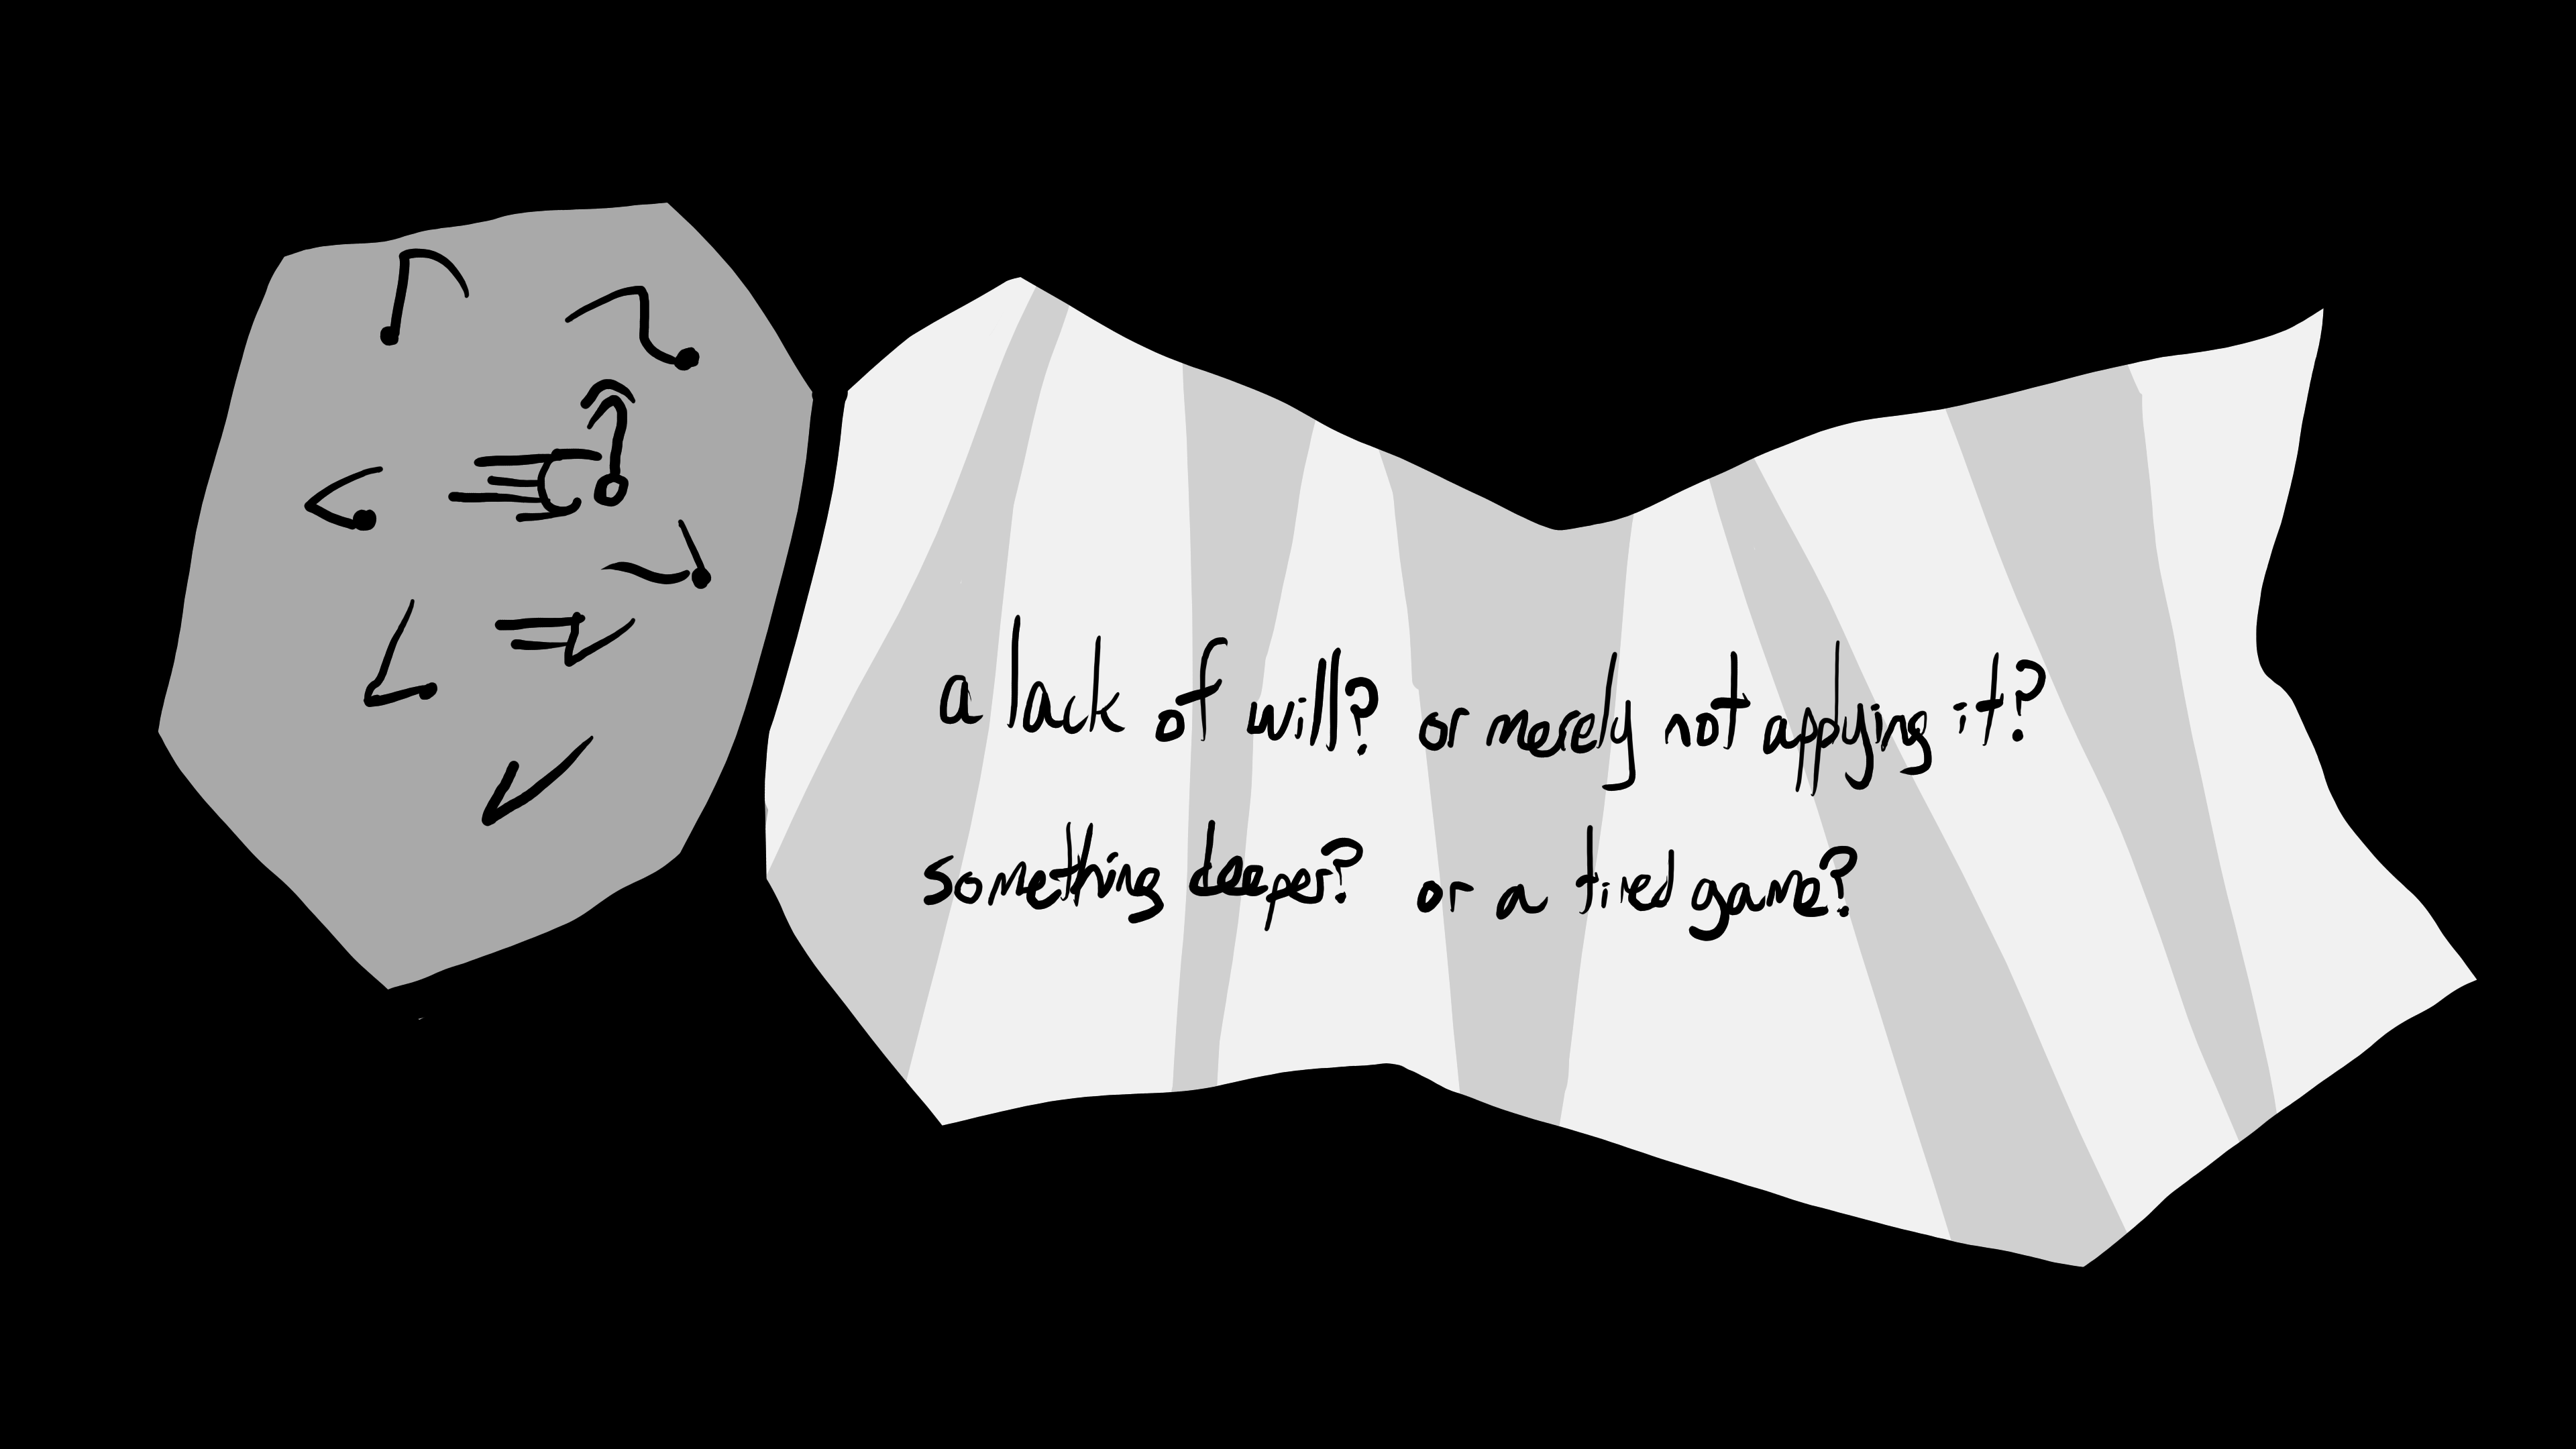 a lack of will? or merely not applying it?
something deeper? or a tired game?